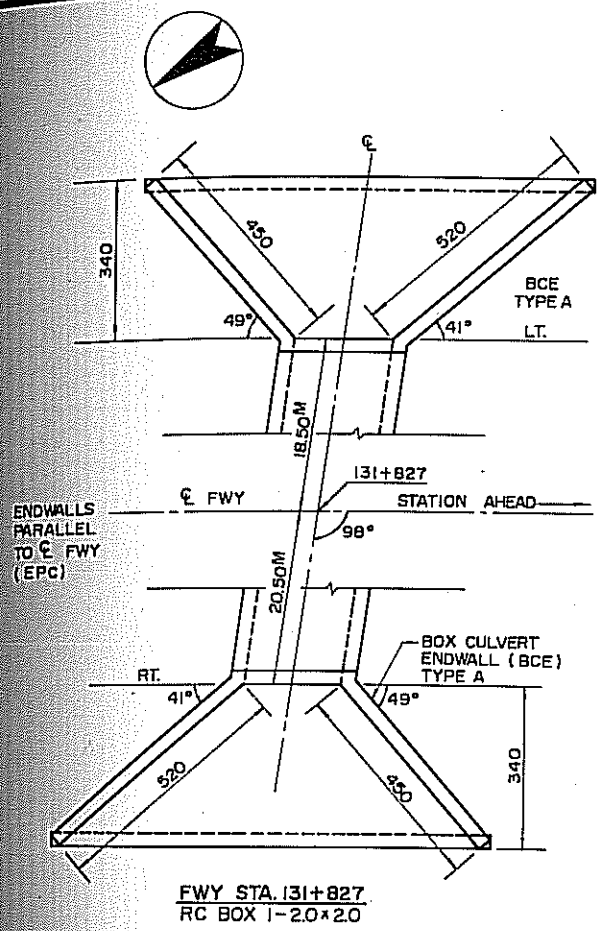 ℄
450
520
340
49°
41°
BCE
TYPE A
LT.
18.50M
131+827
ENDWALLS
PARALLEL
TO ℄ FWY
(EPC)
℄ FWY
STATION AHEAD
98°
20.50M
BOX CULVERT
ENDWALL (BCE)
TYPE A
RT.
41°
49°
520
450
340
FWY STA. 131+827
RC BOX 1-2.0×2.0